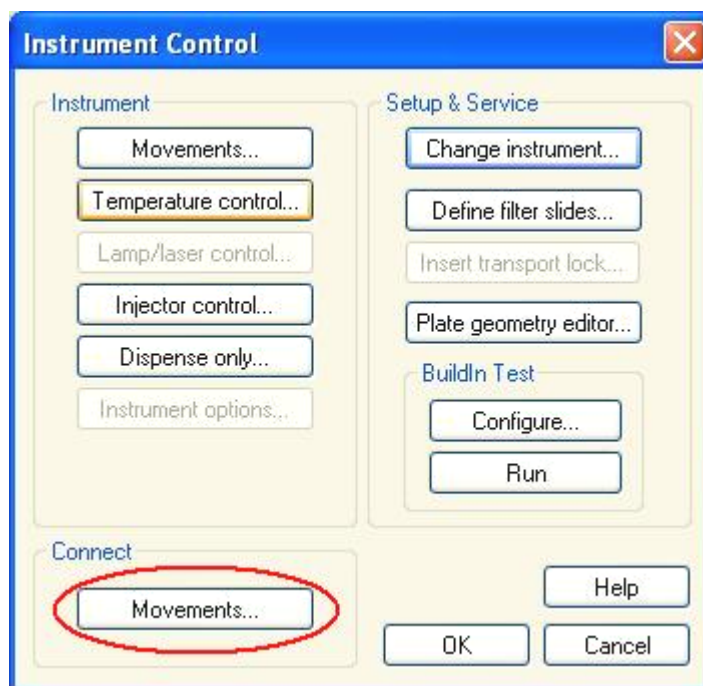 Instrument Control
Instrument
Movements...
Temperature control...
Lamp/laser control...
Injector control...
Dispense only...
Instrument options...
Setup & Service
Change instrument...
Define filter slides...
Insert transport lock...
Plate geometry editor...
BuildIn Test
Configure...
Run
Connect
Movements...
Help
OK
Cancel